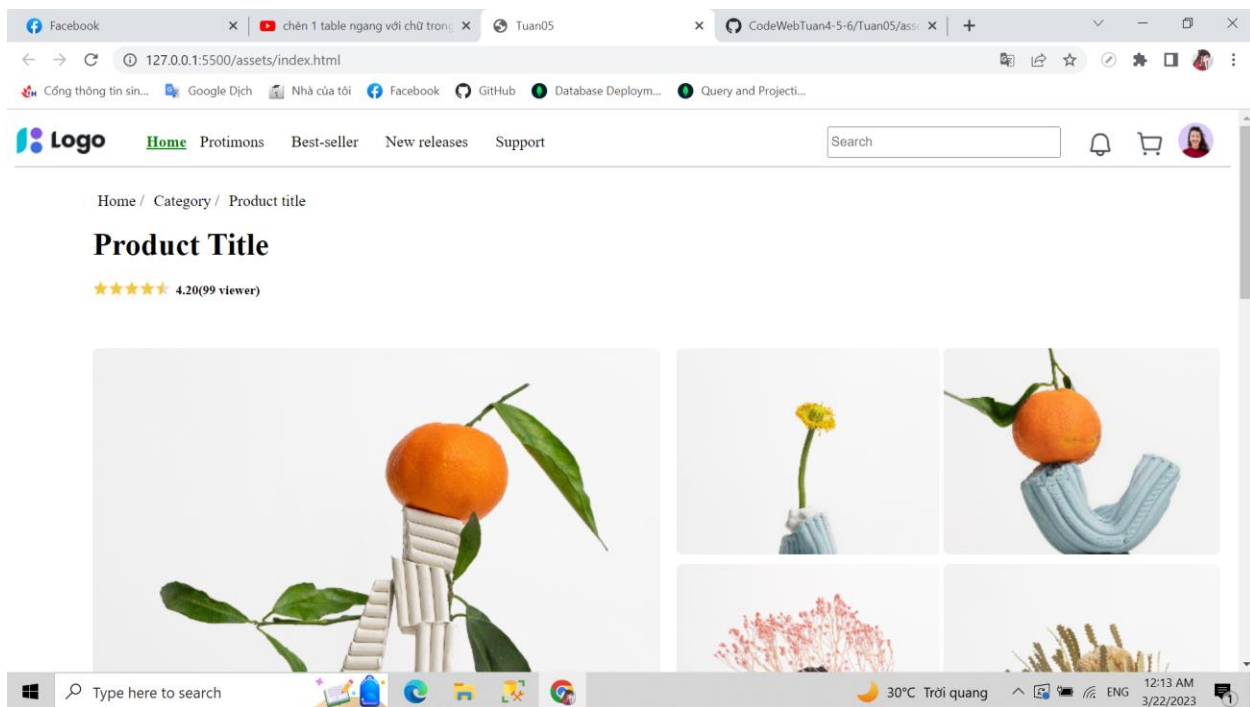 Facebook
chèn 1 table ngang với chữ trong
Tuan05
CodeWebTuan4-5-6/Tuan05/asse
127.0.0.1:5500/assets/index.html
Cổng thông tin sin...
Google Dịch
Nhà của tôi
Facebook
GitHub
Database Deploym...
Query and Projecti...
Logo
Home
Protimons
Best-seller
New releases
Support
Search
Home / Category / Product title
Product Title
4.20(99 viewer)
Type here to search
30°C Trời quang
ENG
12:13 AM
3/22/2023
1